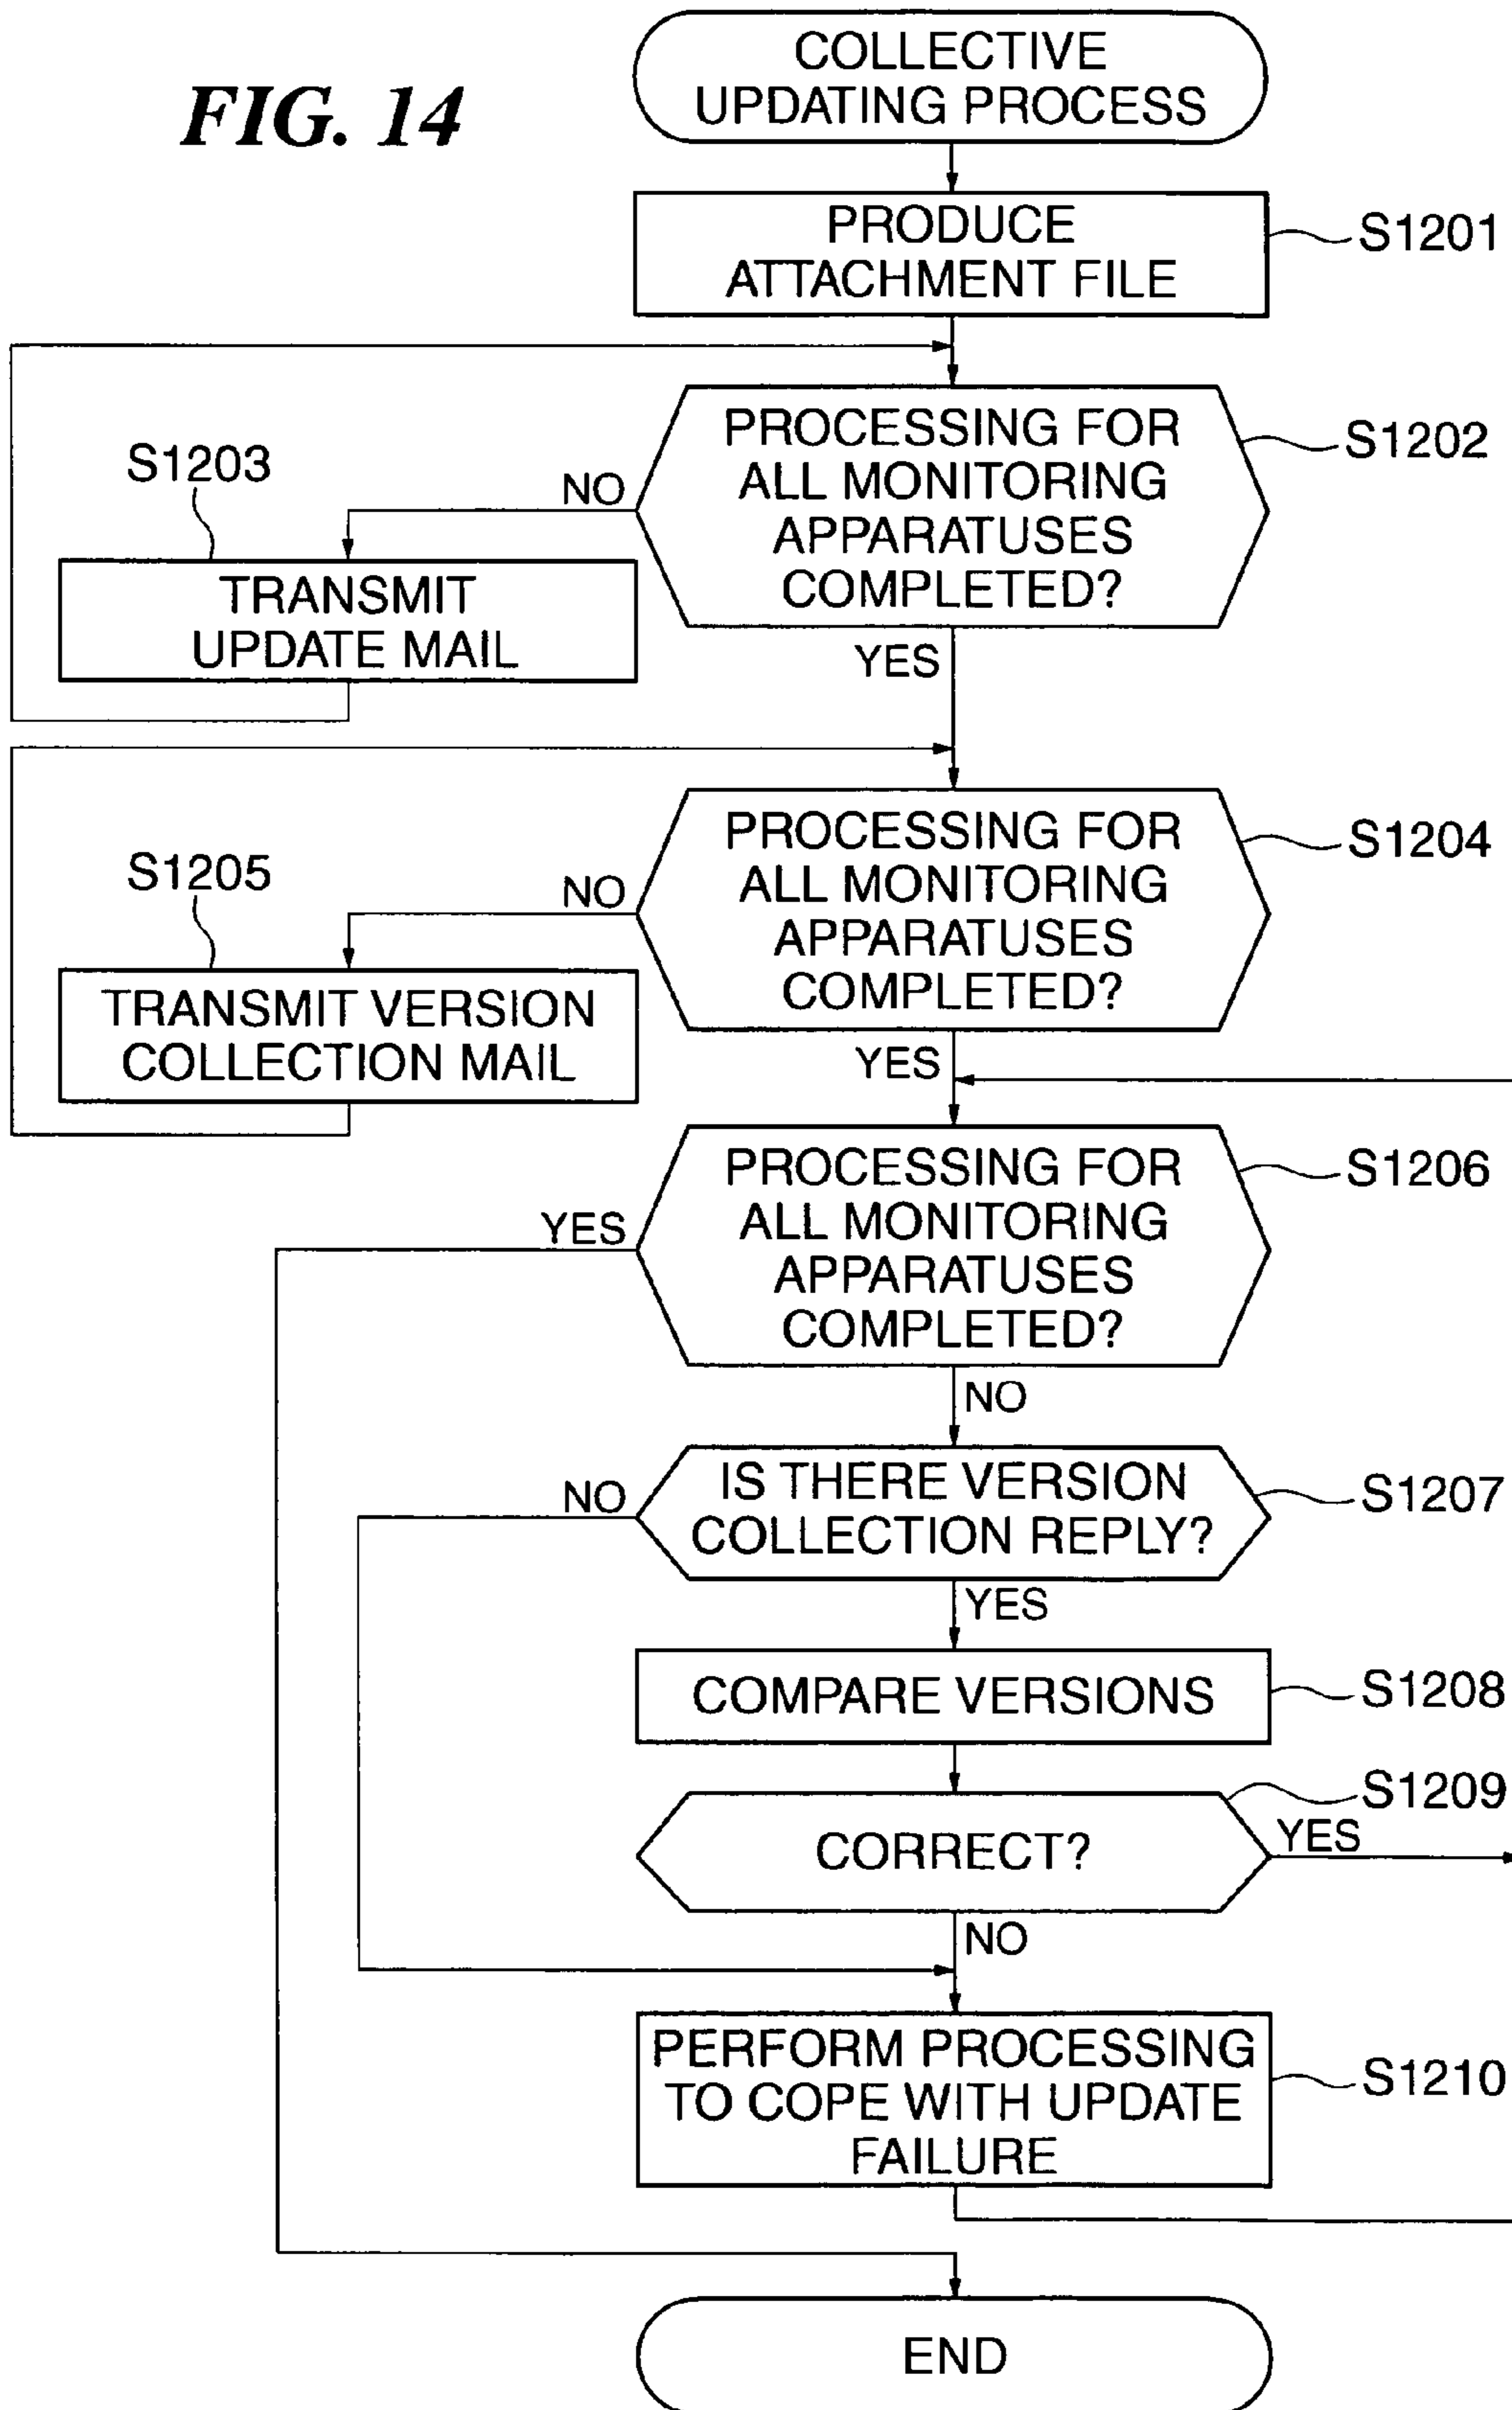 FIG. 14
COLLECTIVE
UPDATING PROCESS
PRODUCE
ATTACHMENT FILE
S1201
PROCESSING FOR
ALL MONITORING
APPARATUSES
COMPLETED?
S1202
NO
S1203
TRANSMIT
UPDATE MAIL
YES
PROCESSING FOR
ALL MONITORING
APPARATUSES
COMPLETED?
S1204
NO
S1205
TRANSMIT VERSION
COLLECTION MAIL
YES
PROCESSING FOR
ALL MONITORING
APPARATUSES
COMPLETED?
S1206
YES
NO
IS THERE VERSION
COLLECTION REPLY?
S1207
NO
YES
COMPARE VERSIONS
S1208
CORRECT?
S1209
YES
NO
PERFORM PROCESSING
TO COPE WITH UPDATE
FAILURE
S1210
END